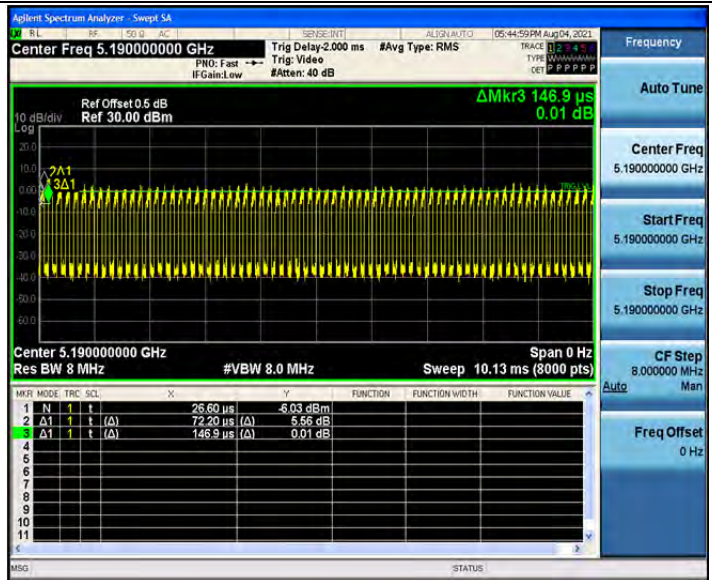 Agilent Spectrum Analyzer - Swept SA
RL RF 50 Ω AC SENSE:INT ALIGN AUTO 05:44:59 PM Aug 04, 2021
Center Freq 5.190000000 GHz
Trig Delay-2.000 ms #Avg Type: RMS TRACE 1 2 3 4 5 6
PNO: Fast Trig: Video TYPE
IFGain:Low #Atten: 40 dB DET P P P P P P
Frequency
Auto Tune
Center Freq
5.190000000 GHz
Start Freq
5.190000000 GHz
Stop Freq
5.190000000 GHz
CF Step
8.000000 MHz
Auto Man
Freq Offset
0 Hz
ΔMkr3 146.9 µs
0.01 dB
Ref Offset 0.5 dB
10 dB/div Ref 30.00 dBm
Log
20.0
10.0
0.00
-10.0
-20.0
-30.0
-40.0
-50.0
-60.0
2Δ1
3Δ1
Center 5.190000000 GHz Span 0 Hz
Res BW 8 MHz #VBW 8.0 MHz Sweep 10.13 ms (8000 pts)
MKR MODE TRC SCL X Y FUNCTION FUNCTION WIDTH FUNCTION VALUE
1 N 1 t 26.60 µs -6.03 dBm
2 Δ1 1 t (Δ) 72.20 µs (Δ) 5.56 dB
3 Δ1 1 t (Δ) 146.9 µs (Δ) 0.01 dB
4
5
6
7
8
9
10
11
MSG STATUS